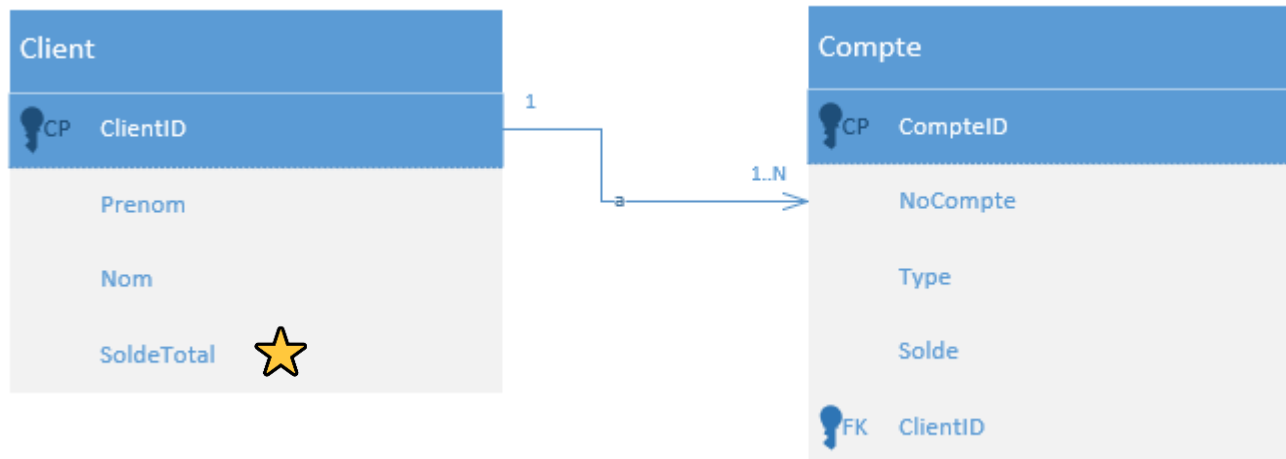 Client
CP ClientID
Prenom
Nom
SoldeTotal
1
a
1..N
Compte
CP CompteID
NoCompte
Type
Solde
FK ClientID